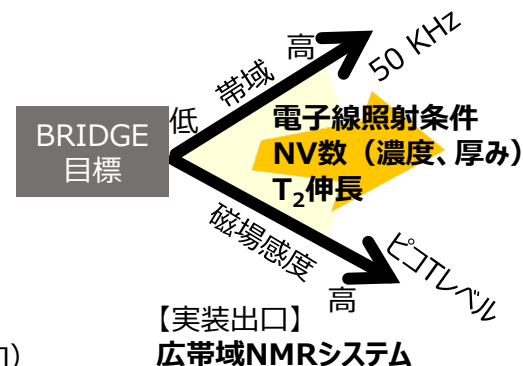 高
50 KHz
帯域
低
BRIDGE
目標
電子線照射条件
NV数（濃度、厚み）
T₂伸長
磁場感度
ピコTレベル
高
【実装出口】
広帯域NMRシステム